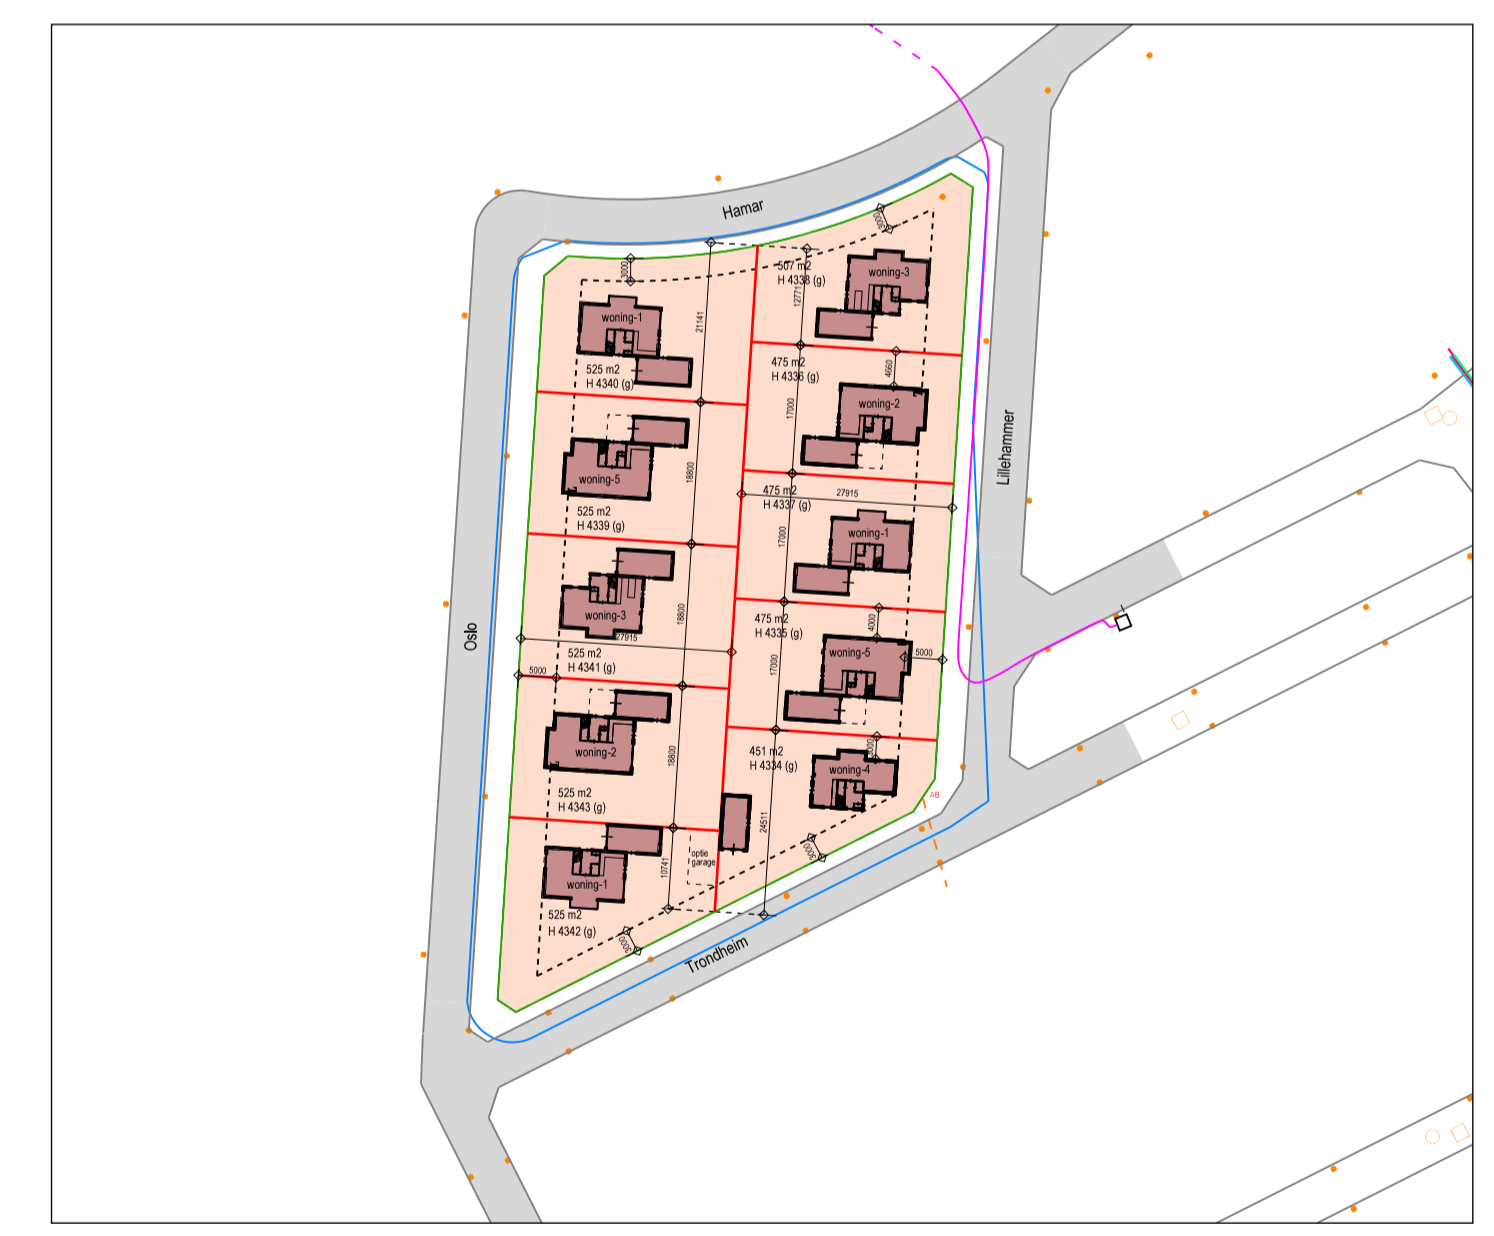 Hamar
3000
3000
507 m2
H 4338 (g)
woning-3
12771
21141
woning-1
525 m2
H 4340 (g)
475 m2
H 4336 (g)
4660
woning-2
17000
Lillehammer
18800
woning-5
525 m2
H 4339 (g)
475 m2
H 4337 (g)
27915
17000
woning-1
woning-3
18800
27915
525 m2
H 4341 (g)
5000
Oslo
475 m2
H 4335 (g)
4000
woning-5
5000
17000
woning-2
18800
525 m2
H 4343 (g)
451 m2
H 4334 (g)
3000
woning-4
24511
optie
garage
10741
woning-1
525 m2
H 4342 (g)
3000
3000
Trondheim